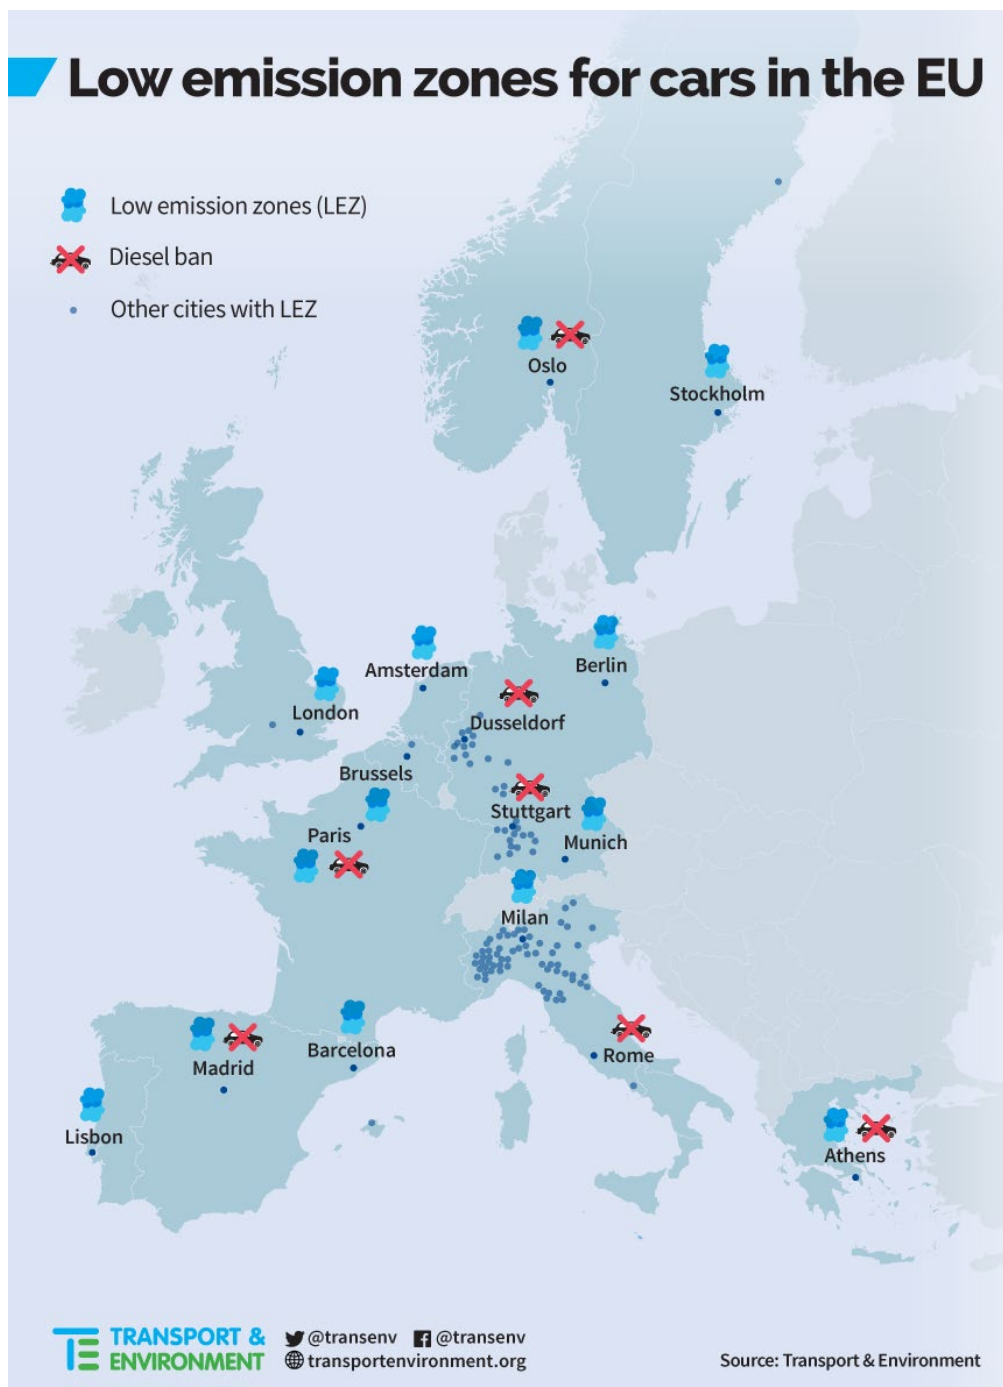 Low emission zones for cars in the EU
Low emission zones (LEZ)
Diesel ban
Other cities with LEZ
Oslo
Stockholm
Amsterdam
Berlin
London
Dusseldorf
Brussels
Stuttgart
Paris
Munich
Milan
Barcelona
Rome
Madrid
Lisbon
Athens
TRANSPORT &
ENVIRONMENT
@transenv @transenv
transportenvironment.org
Source: Transport & Environment